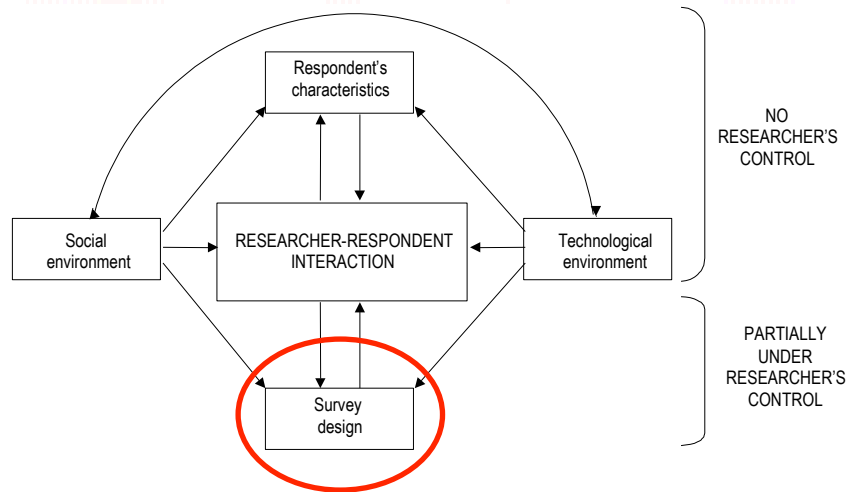 Respondent's
characteristics
NO
RESEARCHER'S
CONTROL
Social
environment
RESEARCHER-RESPONDENT
INTERACTION
Technological
environment
PARTIALLY
UNDER
RESEARCHER'S
CONTROL
Survey
design